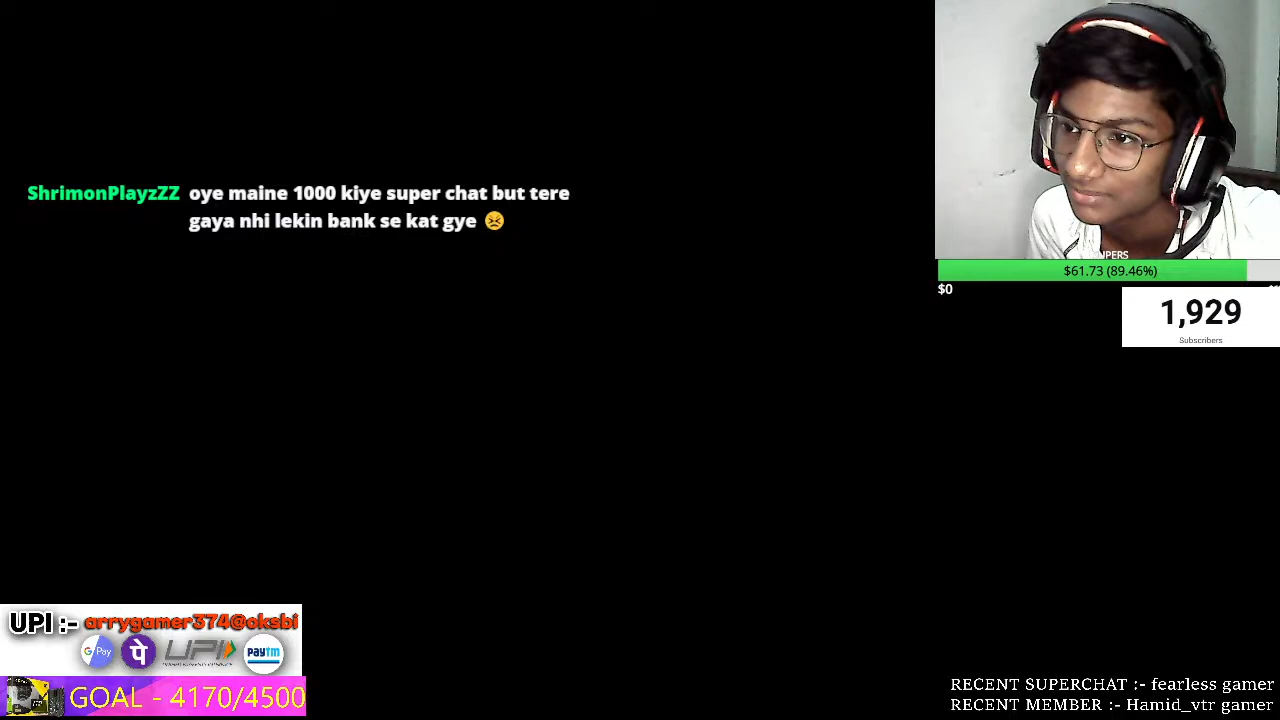 ShrimonPlayzZZ oye maine 1000 kiye super chat but tere
gaya nhi lekin bank se kat gye 😣
$61.73 (89.46%)
$0
1,929
Subscribers
UPI :- arrygamer374@oksbi
G Pay पे UPI paytm
GOAL - 4170/4500
RECENT SUPERCHAT :- fearless gamer
RECENT MEMBER :- Hamid_vtr gamer